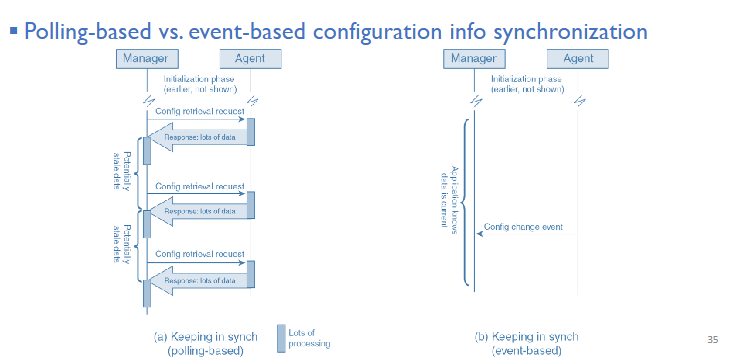 ▪ Polling-based vs. event-based configuration info synchronization
Manager
Agent
Initialization phase
(earlier, not shown)
Config retrieval request
Response: lots of data
Potentially
stale data
Config retrieval request
Response: lots of data
Potentially
stale data
Config retrieval request
Response: lots of data
(a) Keeping in synch
(polling-based)
Lots of
processing
Manager
Agent
Initialization phase
(earlier, not shown)
Application knows
data is current
Config change event
(b) Keeping in synch
(event-based)
35